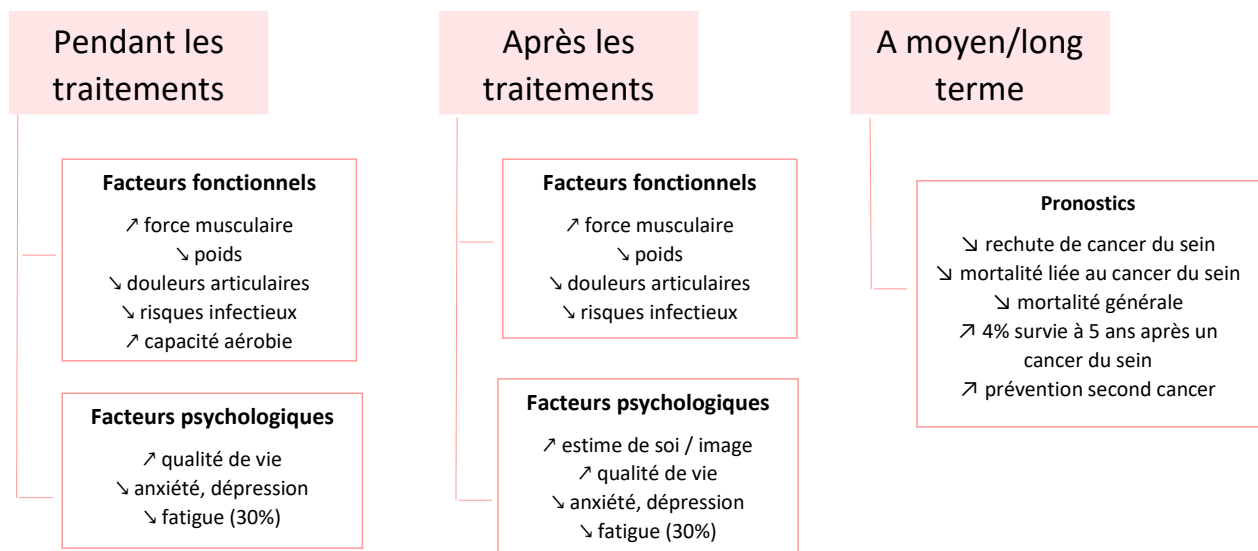 Pendant les
traitements
Facteurs fonctionnels
↗ force musculaire
↘ poids
↘ douleurs articulaires
↘ risques infectieux
↗ capacité aérobie
Facteurs psychologiques
↗ qualité de vie
↘ anxiété, dépression
↘ fatigue (30%)
Après les
traitements
Facteurs fonctionnels
↗ force musculaire
↘ poids
↘ douleurs articulaires
↘ risques infectieux
Facteurs psychologiques
↗ estime de soi / image
↗ qualité de vie
↘ anxiété, dépression
↘ fatigue (30%)
A moyen/long
terme
Pronostics
↘ rechute de cancer du sein
↘ mortalité liée au cancer du sein
↘ mortalité générale
↗ 4% survie à 5 ans après un
cancer du sein
↗ prévention second cancer